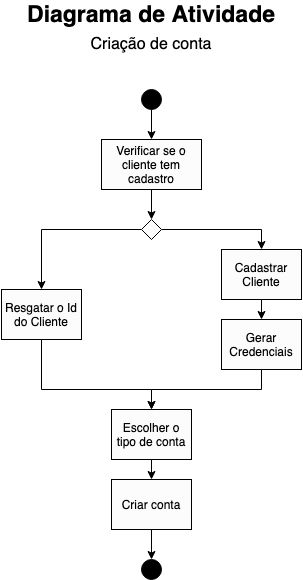 Diagrama de Atividade
Criação de conta
Verificar se o
cliente tem
cadastro
Resgatar o Id
do Cliente
Cadastrar
Cliente
Gerar
Credenciais
Escolher o
tipo de conta
Criar conta